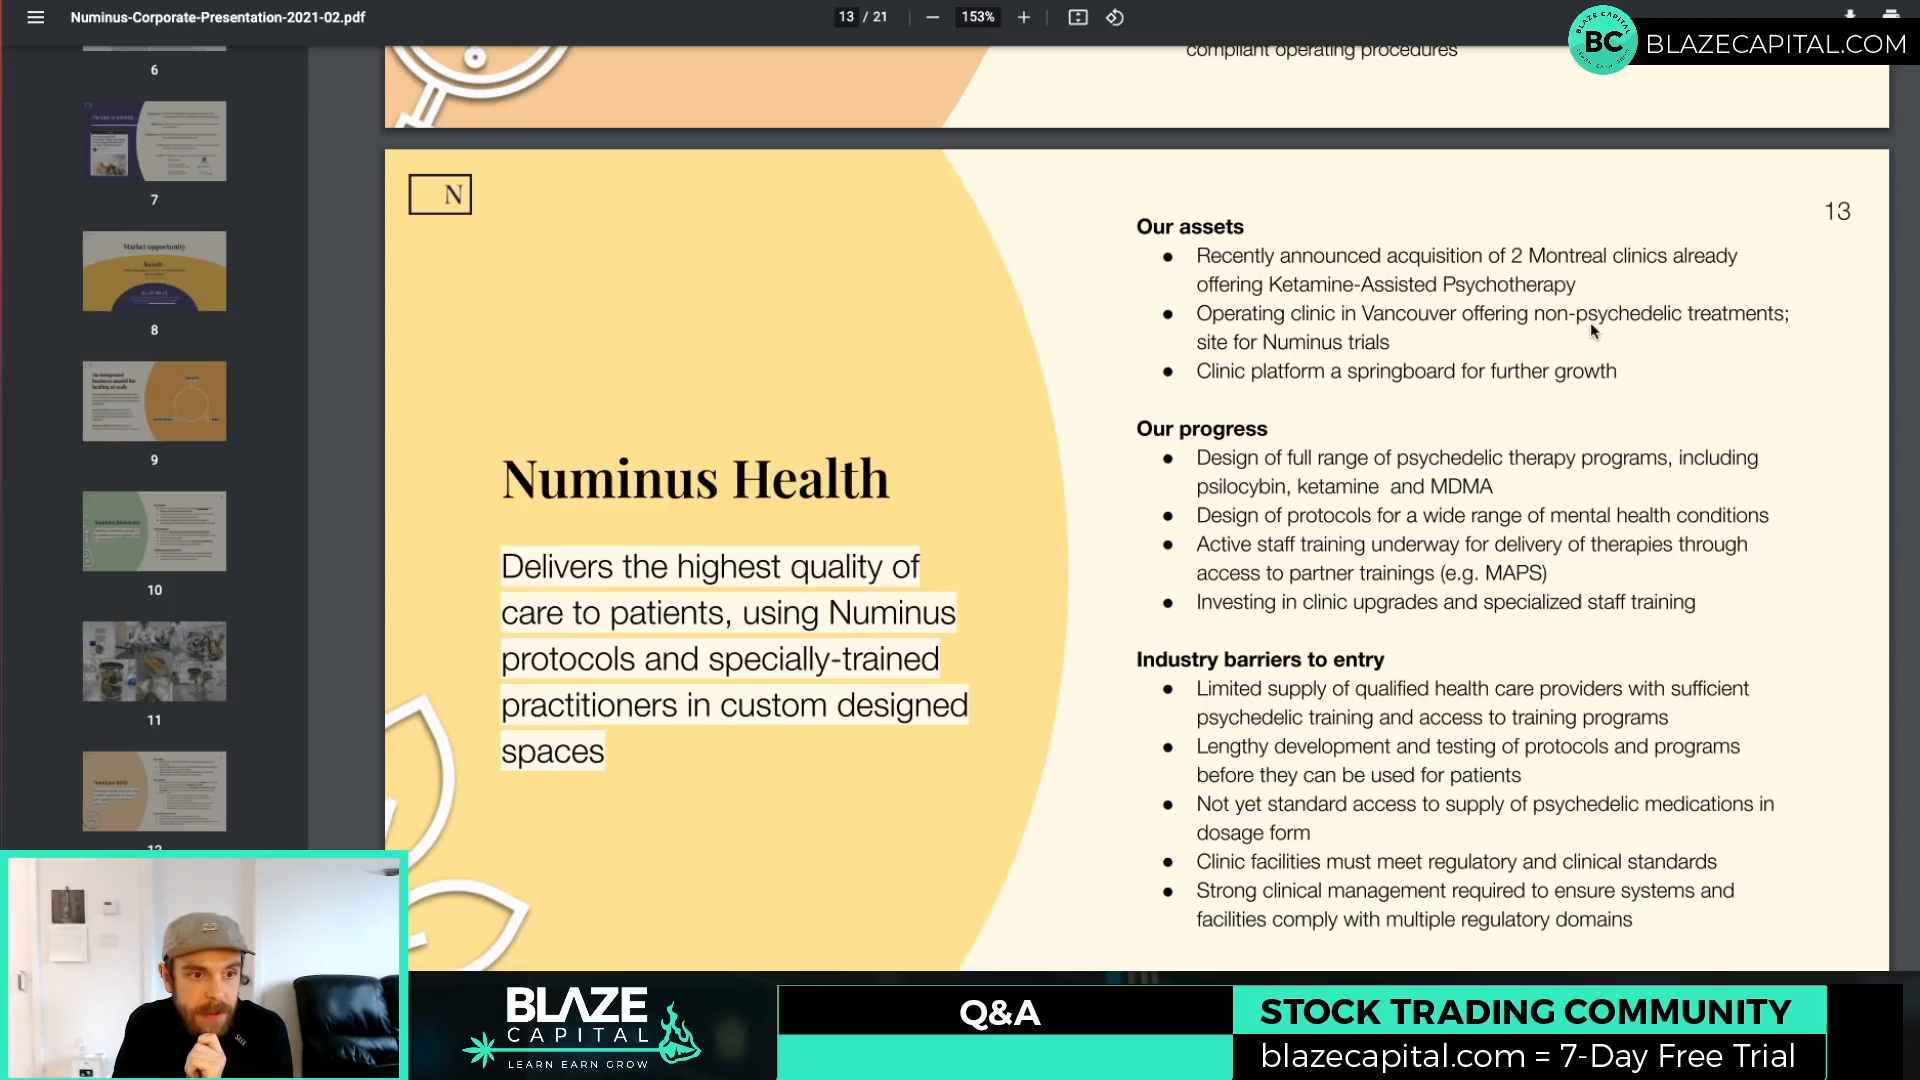 Numinus-Corporate-Presentation-2021-02.pdf
13 / 21
153%
BLAZE CAPITAL
BC
BLAZECAPITAL.COM
compliant operating procedures
6
7
Market opportunity
8
9
10
11
12
N
13
Numinus Health
Delivers the highest quality of
care to patients, using Numinus
protocols and specially-trained
practitioners in custom designed
spaces
Our assets
● Recently announced acquisition of 2 Montreal clinics already
offering Ketamine-Assisted Psychotherapy
● Operating clinic in Vancouver offering non-psychedelic treatments;
site for Numinus trials
● Clinic platform a springboard for further growth
Our progress
● Design of full range of psychedelic therapy programs, including
psilocybin, ketamine and MDMA
● Design of protocols for a wide range of mental health conditions
● Active staff training underway for delivery of therapies through
access to partner trainings (e.g. MAPS)
● Investing in clinic upgrades and specialized staff training
Industry barriers to entry
● Limited supply of qualified health care providers with sufficient
psychedelic training and access to training programs
● Lengthy development and testing of protocols and programs
before they can be used for patients
● Not yet standard access to supply of psychedelic medications in
dosage form
● Clinic facilities must meet regulatory and clinical standards
● Strong clinical management required to ensure systems and
facilities comply with multiple regulatory domains
BLAZE
CAPITAL
LEARN EARN GROW
Q&A
STOCK TRADING COMMUNITY
blazecapital.com = 7-Day Free Trial